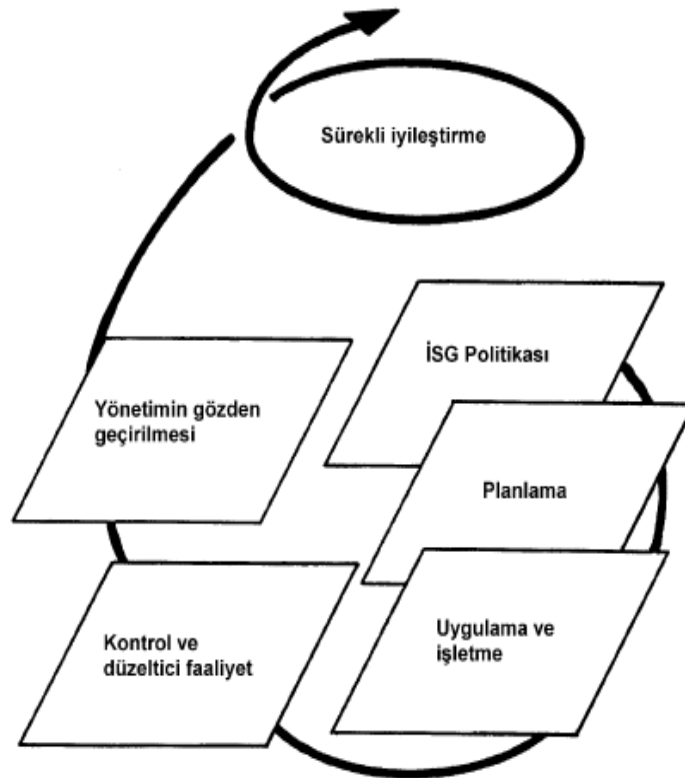 Sürekli iyileştirme
İSG Politikası
Planlama
Uygulama ve
işletme
Kontrol ve
düzeltici faaliyet
Yönetimin gözden
geçirilmesi